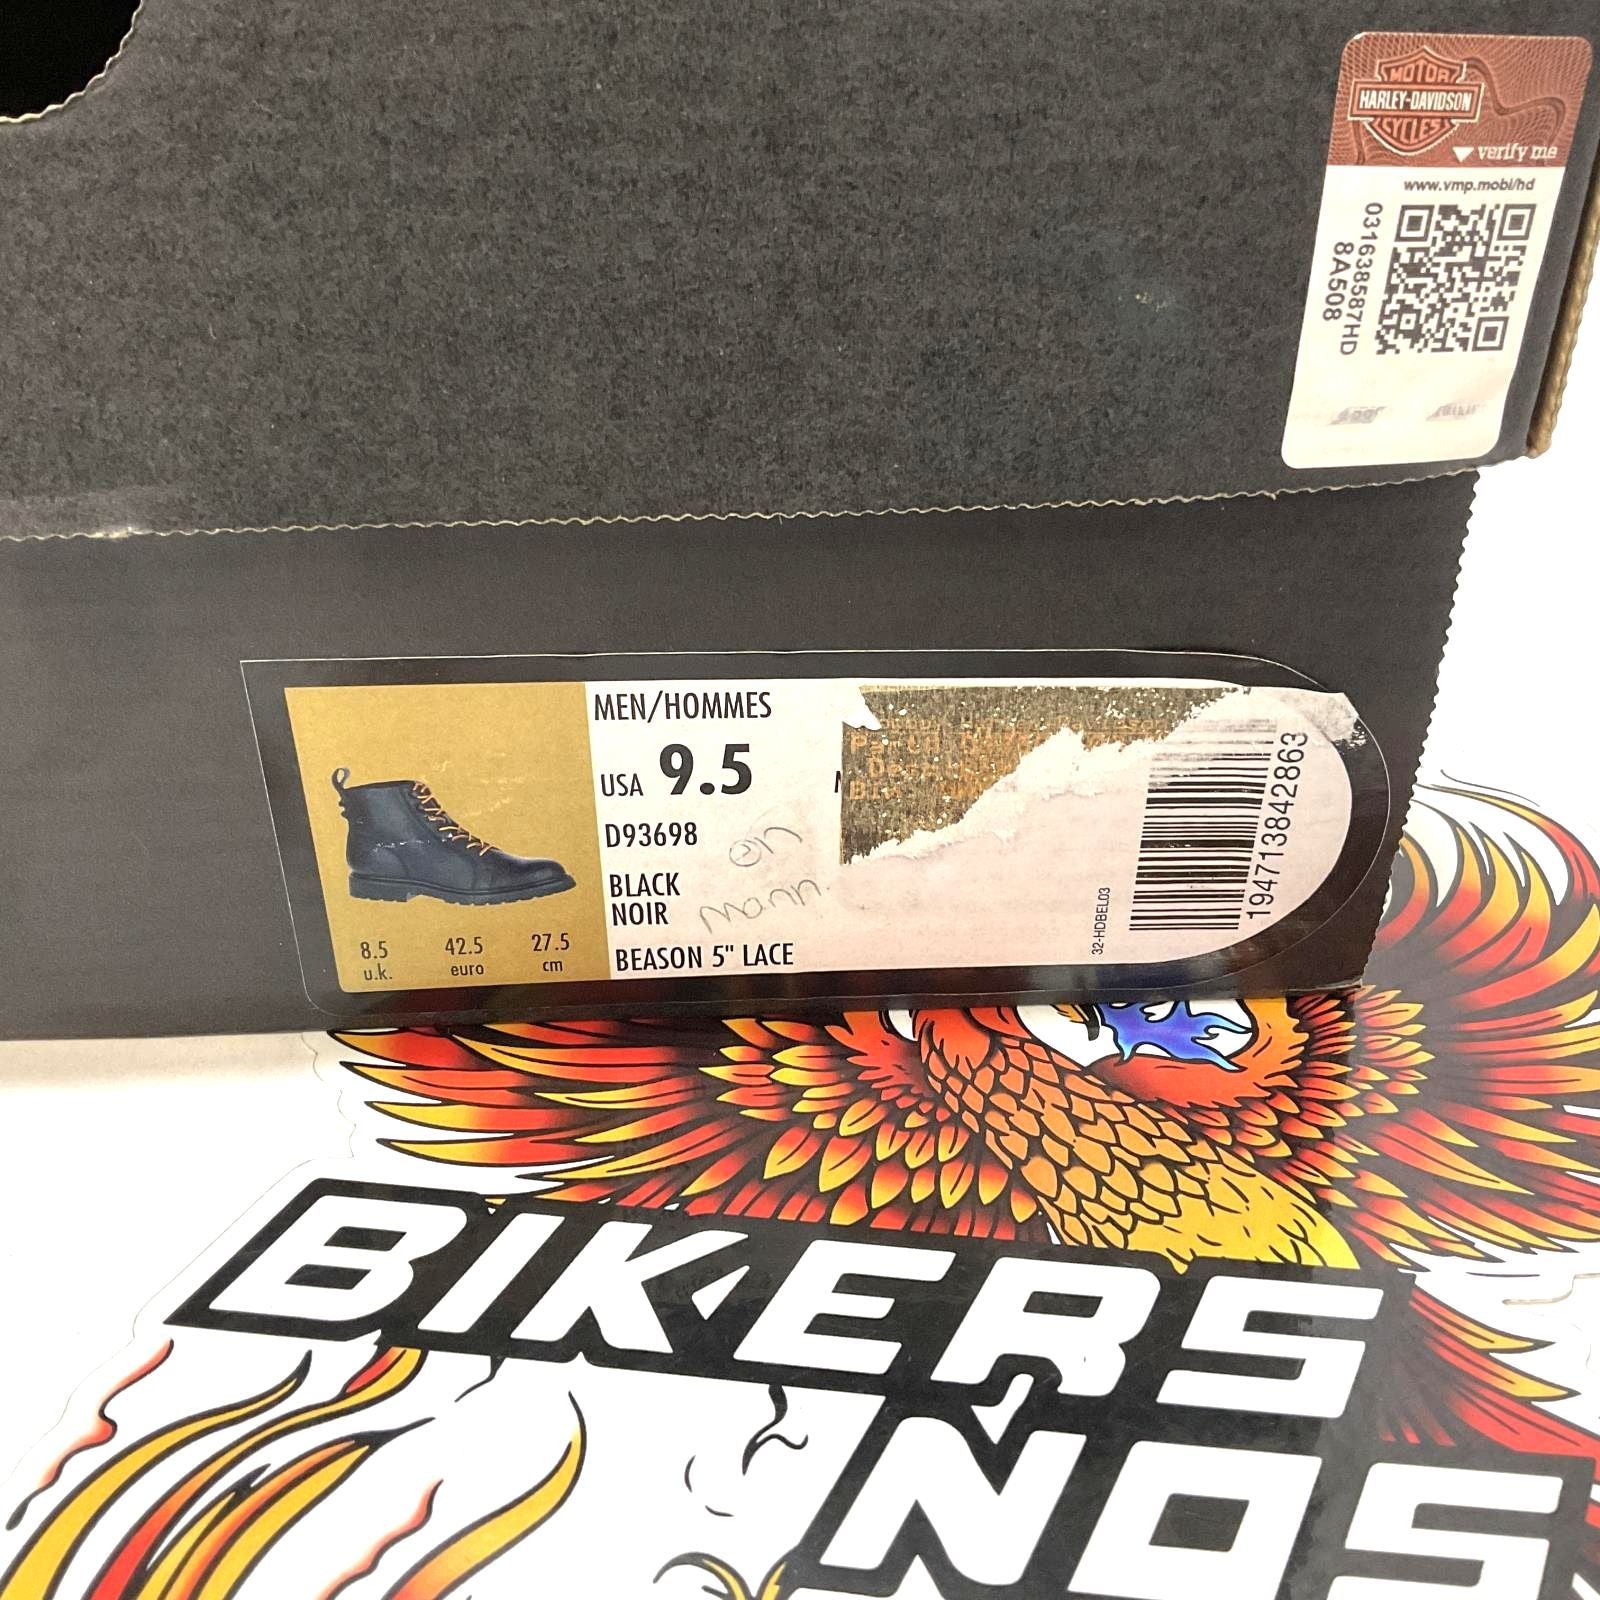 MOTOR
HARLEY-DAVIDSON
CYCLES
verify me
www.vmp.mobi/hd
031638587HD
8A508
MEN/HOMMES
USA 9.5
D93698
BLACK
NOIR
BEASON 5" LACE
8.5 42.5 27.5
u.k. euro cm
32-HDBEL03
194713842863
BIKERS